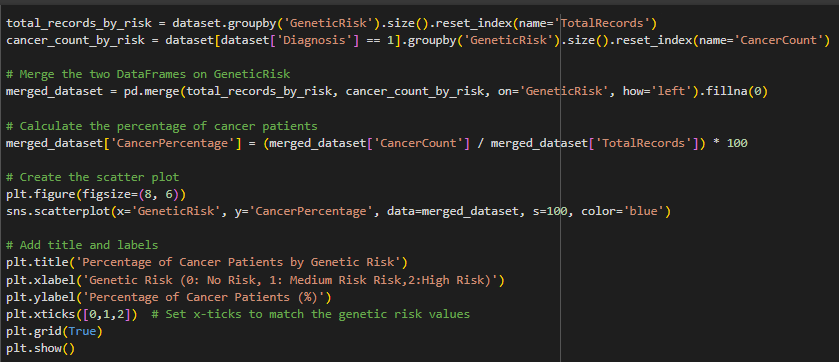 total_records_by_risk = dataset.groupby('GeneticRisk').size().reset_index(name='TotalRecords')
cancer_count_by_risk = dataset[dataset['Diagnosis'] == 1].groupby('GeneticRisk').size().reset_index(name='CancerCount')
# Merge the two DataFrames on GeneticRisk
merged_dataset = pd.merge(total_records_by_risk, cancer_count_by_risk, on='GeneticRisk', how='left').fillna(0)
# Calculate the percentage of cancer patients
merged_dataset['CancerPercentage'] = (merged_dataset['CancerCount'] / merged_dataset['TotalRecords']) * 100
# Create the scatter plot
plt.figure(figsize=(8, 6))
sns.scatterplot(x='GeneticRisk', y='CancerPercentage', data=merged_dataset, s=100, color='blue')
# Add title and labels
plt.title('Percentage of Cancer Patients by Genetic Risk')
plt.xlabel('Genetic Risk (0: No Risk, 1: Medium Risk Risk,2:High Risk)')
plt.ylabel('Percentage of Cancer Patients (%)')
plt.xticks([0,1,2])  # Set x-ticks to match the genetic risk values
plt.grid(True)
plt.show()